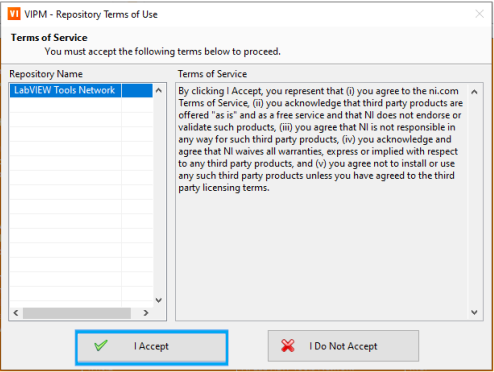 VI VIPM - Repository Terms of Use
Terms of Service
You must accept the following terms below to proceed.
Repository Name
LabVIEW Tools Network
Terms of Service
By clicking I Accept, you represent that (i) you agree to the ni.com
Terms of Service, (ii) you acknowledge that third party products are
offered "as is" and as a free service and that NI does not endorse or
validate such products, (iii) you agree that NI is not responsible in
any way for such third party products, (iv) you acknowledge and
agree that NI waives all warranties, express or implied with respect
to any third party products, and (v) you agree not to install or use
any such third party products unless you have agreed to the third
party licensing terms.
I Accept
I Do Not Accept